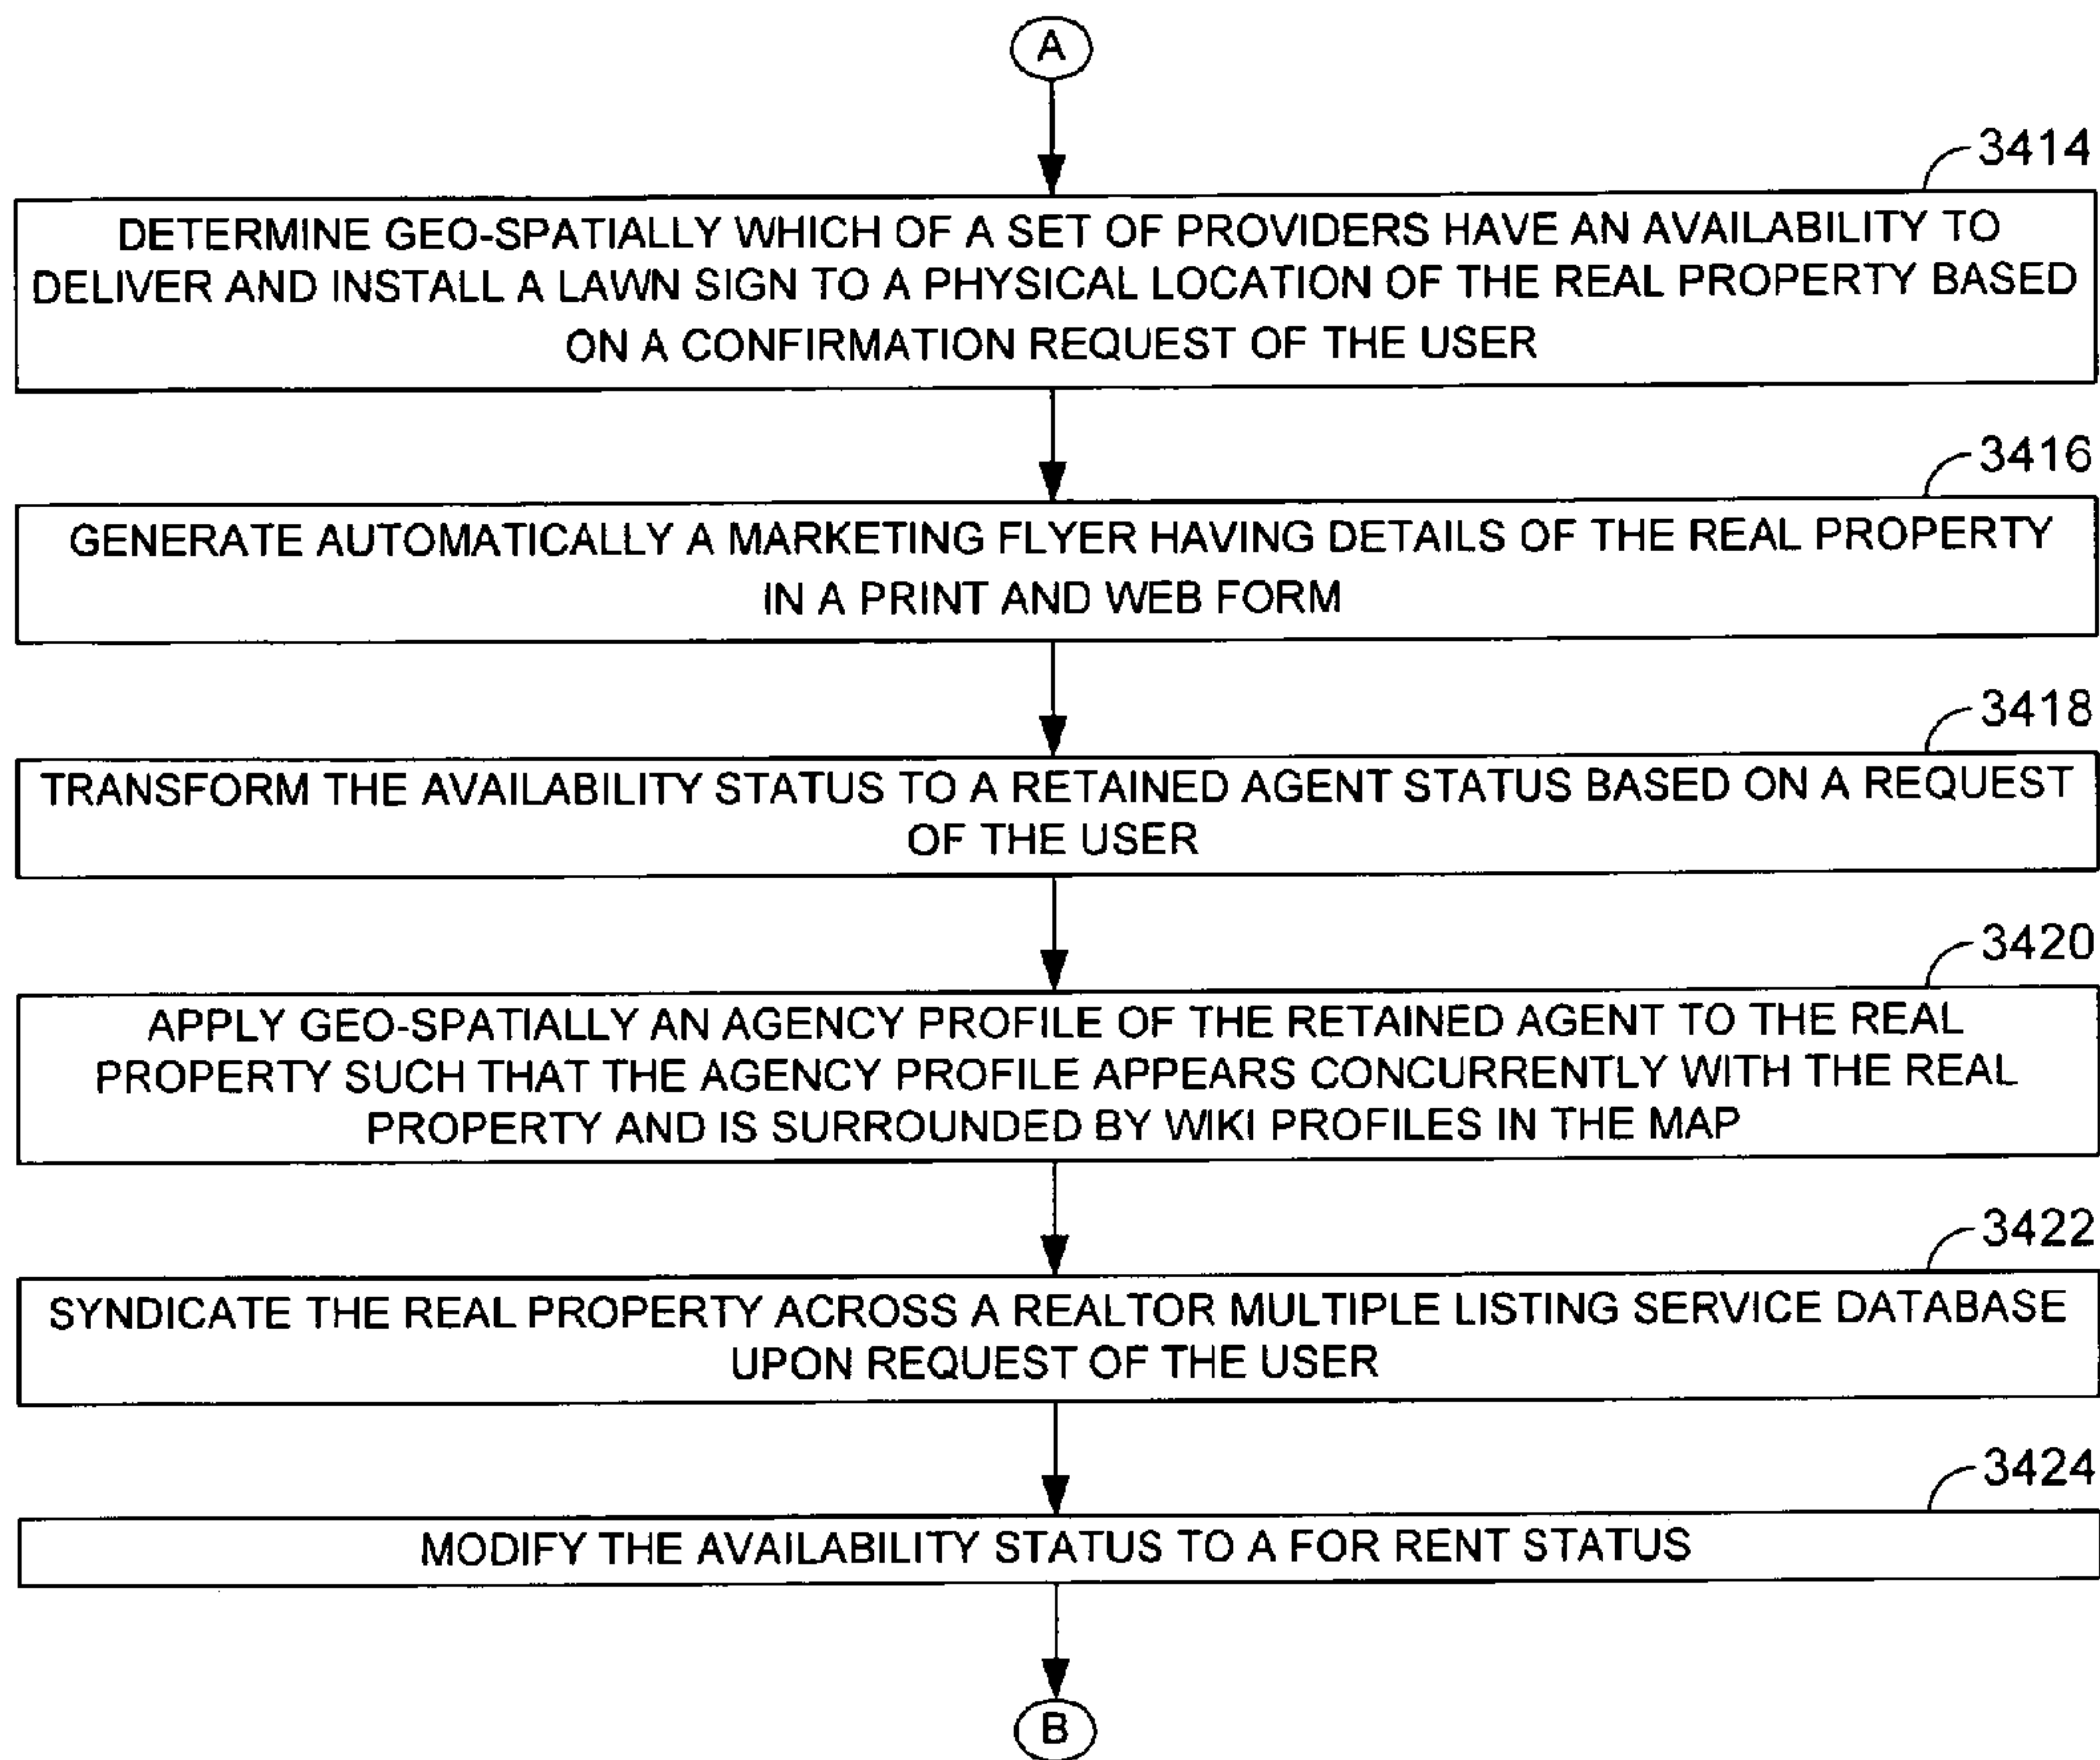 A
3414
DETERMINE GEO-SPATIALLY WHICH OF A SET OF PROVIDERS HAVE AN AVAILABILITY TO
DELIVER AND INSTALL A LAWN SIGN TO A PHYSICAL LOCATION OF THE REAL PROPERTY BASED
ON A CONFIRMATION REQUEST OF THE USER
3416
GENERATE AUTOMATICALLY A MARKETING FLYER HAVING DETAILS OF THE REAL PROPERTY
IN A PRINT AND WEB FORM
3418
TRANSFORM THE AVAILABILITY STATUS TO A RETAINED AGENT STATUS BASED ON A REQUEST
OF THE USER
3420
APPLY GEO-SPATIALLY AN AGENCY PROFILE OF THE RETAINED AGENT TO THE REAL
PROPERTY SUCH THAT THE AGENCY PROFILE APPEARS CONCURRENTLY WITH THE REAL
PROPERTY AND IS SURROUNDED BY WIKI PROFILES IN THE MAP
3422
SYNDICATE THE REAL PROPERTY ACROSS A REALTOR MULTIPLE LISTING SERVICE DATABASE
UPON REQUEST OF THE USER
3424
MODIFY THE AVAILABILITY STATUS TO A FOR RENT STATUS
B